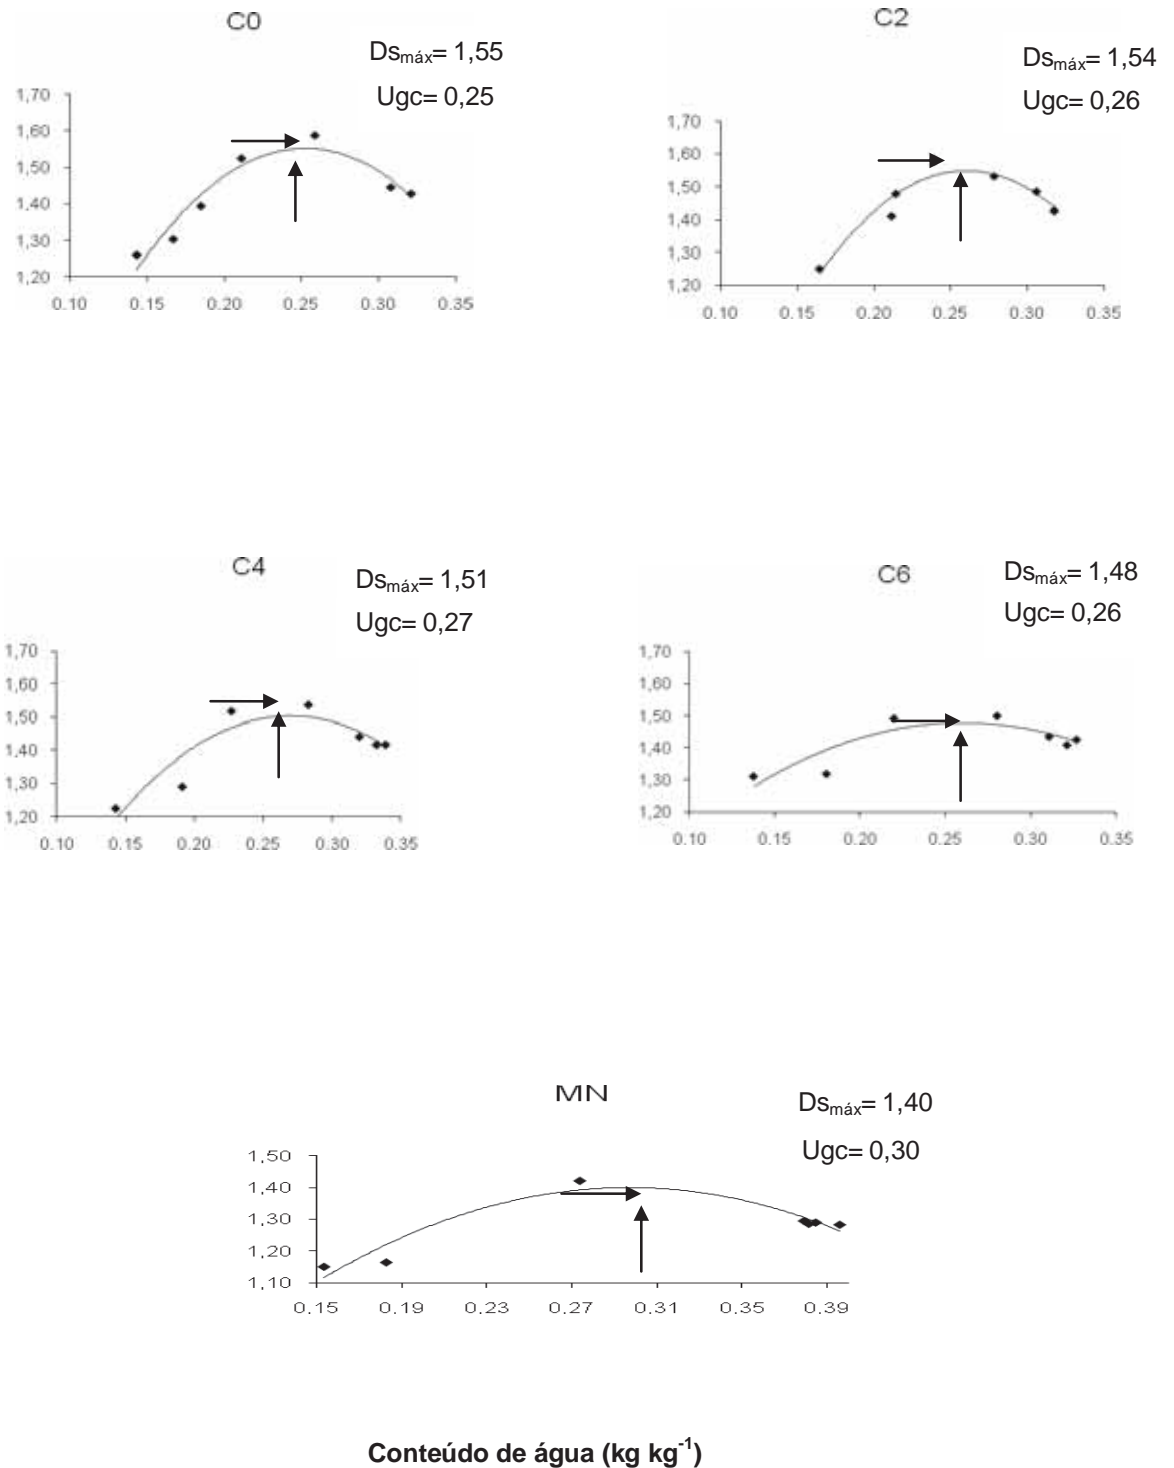 C0
Dsmáx= 1,55
Ugc= 0,25
1,70
1,60
1,50
1,40
1,30
1,20
0.10 0.15 0.20 0.25 0.30 0.35
C2
Dsmáx= 1,54
Ugc= 0,26
1,70
1,60
1,50
1,40
1,30
1,20
0.10 0.15 0.20 0.25 0.30 0.35
C4
Dsmáx= 1,51
Ugc= 0,27
1,70
1,60
1,50
1,40
1,30
1,20
0.10 0.15 0.20 0.25 0.30 0.35
C6
Dsmáx= 1,48
Ugc= 0,26
1,70
1,60
1,50
1,40
1,30
1,20
0.10 0.15 0.20 0.25 0.30 0.35
MN
Dsmáx= 1,40
Ugc= 0,30
1,50
1,40
1,30
1,20
1,10
0.15 0.19 0.23 0.27 0.31 0.35 0.39
Conteúdo de água (kg kg-1)